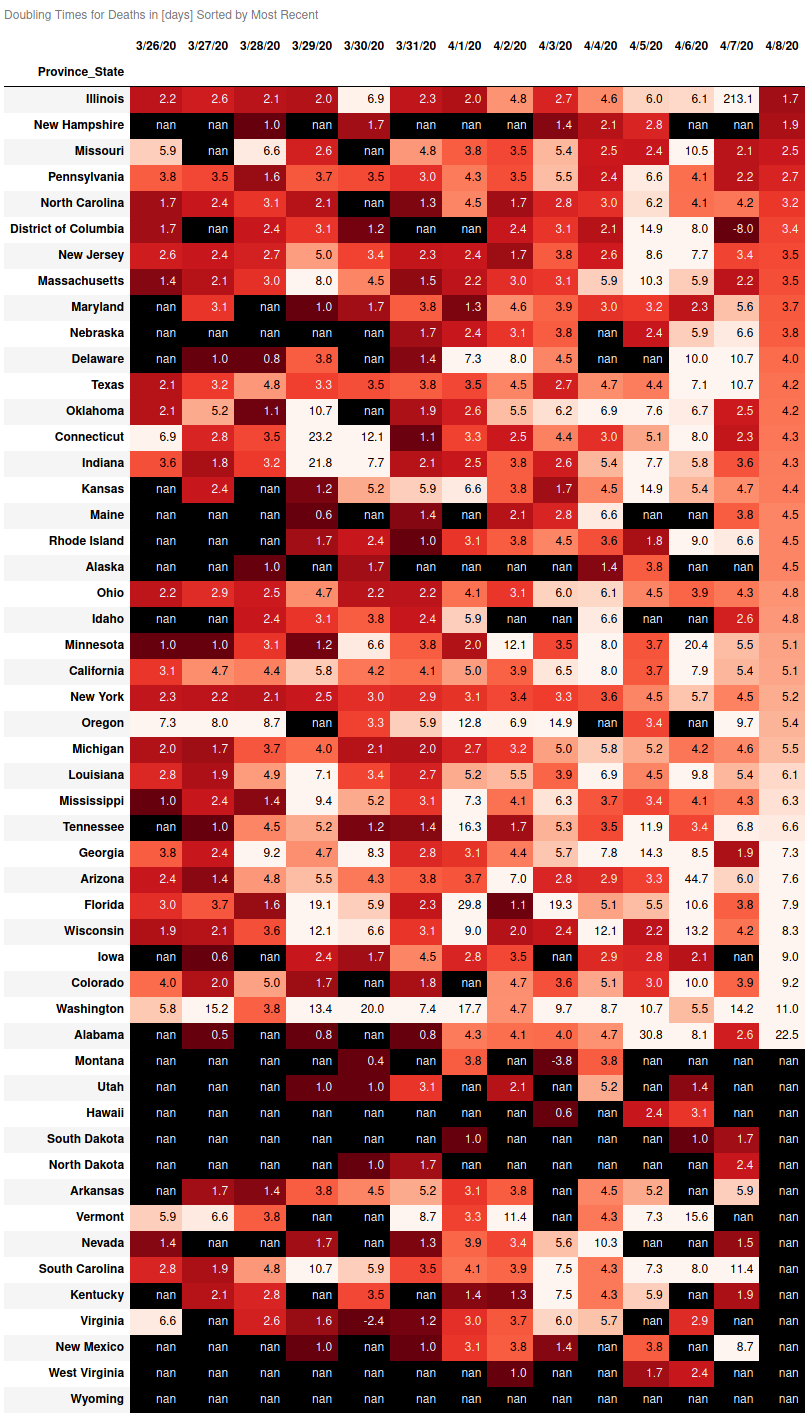 Doubling Times for Deaths in [days] Sorted by Most Recent
3/26/20 3/27/20 3/28/20 3/29/20 3/30/20 3/31/20 4/1/20 4/2/20 4/3/20 4/4/20 4/5/20 4/6/20 4/7/20 4/8/20
Province_State
Illinois 2.2 2.6 2.1 2.0 6.9 2.3 2.0 4.8 2.7 4.6 6.0 6.1 213.1 1.7
New Hampshire nan nan 1.0 nan 1.7 nan nan nan 1.4 2.1 2.8 nan nan 1.9
Missouri 5.9 nan 6.6 2.6 nan 4.8 3.8 3.5 5.4 2.5 2.4 10.5 2.1 2.5
Pennsylvania 3.8 3.5 1.6 3.7 3.5 3.0 4.3 3.5 5.5 2.4 6.6 4.1 2.2 2.7
North Carolina 1.7 2.4 3.1 2.1 nan 1.3 4.5 1.7 2.8 3.0 6.2 4.1 4.2 3.2
District of Columbia 1.7 nan 2.4 3.1 1.2 nan nan 2.4 3.1 2.1 14.9 8.0 -8.0 3.4
New Jersey 2.6 2.4 2.7 5.0 3.4 2.3 2.4 1.7 3.8 2.6 8.6 7.7 3.4 3.5
Massachusetts 1.4 2.1 3.0 8.0 4.5 1.5 2.2 3.0 3.1 5.9 10.3 5.9 2.2 3.5
Maryland nan 3.1 nan 1.0 1.7 3.8 1.3 4.6 3.9 3.0 3.2 2.3 5.6 3.7
Nebraska nan nan nan nan nan 1.7 2.4 3.1 3.8 nan 2.4 5.9 6.6 3.8
Delaware nan 1.0 0.8 3.8 nan 1.4 7.3 8.0 4.5 nan nan 10.0 10.7 4.0
Texas 2.1 3.2 4.8 3.3 3.5 3.8 3.5 4.5 2.7 4.7 4.4 7.1 10.7 4.2
Oklahoma 2.1 5.2 1.1 10.7 nan 1.9 2.6 5.5 6.2 6.9 7.6 6.7 2.5 4.2
Connecticut 6.9 2.8 3.5 23.2 12.1 1.1 3.3 2.5 4.4 3.0 5.1 8.0 2.3 4.3
Indiana 3.6 1.8 3.2 21.8 7.7 2.1 2.5 3.8 2.6 5.4 7.7 5.8 3.6 4.3
Kansas nan 2.4 nan 1.2 5.2 5.9 6.6 3.8 1.7 4.5 14.9 5.4 4.7 4.4
Maine nan nan nan 0.6 nan 1.4 nan 2.1 2.8 6.6 nan nan 3.8 4.5
Rhode Island nan nan nan 1.7 2.4 1.0 3.1 3.8 4.5 3.6 1.8 9.0 6.6 4.5
Alaska nan nan 1.0 nan 1.7 nan nan nan nan 1.4 3.8 nan nan 4.5
Ohio 2.2 2.9 2.5 4.7 2.2 2.2 4.1 3.1 6.0 6.1 4.5 3.9 4.3 4.8
Idaho nan nan 2.4 3.1 3.8 2.4 5.9 nan nan 6.6 nan nan 2.6 4.8
Minnesota 1.0 1.0 3.1 1.2 6.6 3.8 2.0 12.1 3.5 8.0 3.7 20.4 5.5 5.1
California 3.1 4.7 4.4 5.8 4.2 4.1 5.0 3.9 6.5 8.0 3.7 7.9 5.4 5.1
New York 2.3 2.2 2.1 2.5 3.0 2.9 3.1 3.4 3.3 3.6 4.5 5.7 4.5 5.2
Oregon 7.3 8.0 8.7 nan 3.3 5.9 12.8 6.9 14.9 nan 3.4 nan 9.7 5.4
Michigan 2.0 1.7 3.7 4.0 2.1 2.0 2.7 3.2 5.0 5.8 5.2 4.2 4.6 5.5
Louisiana 2.8 1.9 4.9 7.1 3.4 2.7 5.2 5.5 3.9 6.9 4.5 9.8 5.4 6.1
Mississippi 1.0 2.4 1.4 9.4 5.2 3.1 7.3 4.1 6.3 3.7 3.4 4.1 4.3 6.3
Tennessee nan 1.0 4.5 5.2 1.2 1.4 16.3 1.7 5.3 3.5 11.9 3.4 6.8 6.6
Georgia 3.8 2.4 9.2 4.7 8.3 2.8 3.1 4.4 5.7 7.8 14.3 8.5 1.9 7.3
Arizona 2.4 1.4 4.8 5.5 4.3 3.8 3.7 7.0 2.8 2.9 3.3 44.7 6.0 7.6
Florida 3.0 3.7 1.6 19.1 5.9 2.3 29.8 1.1 19.3 5.1 5.5 10.6 3.8 7.9
Wisconsin 1.9 2.1 3.6 12.1 6.6 3.1 9.0 2.0 2.4 12.1 2.2 13.2 4.2 8.3
Iowa nan 0.6 nan 2.4 1.7 4.5 2.8 3.5 nan 2.9 2.8 2.1 nan 9.0
Colorado 4.0 2.0 5.0 1.7 nan 1.8 nan 4.7 3.6 5.1 3.0 10.0 3.9 9.2
Washington 5.8 15.2 3.8 13.4 20.0 7.4 17.7 4.7 9.7 8.7 10.7 5.5 14.2 11.0
Alabama nan 0.5 nan 0.8 nan 0.8 4.3 4.1 4.0 4.7 30.8 8.1 2.6 22.5
Montana nan nan nan nan 0.4 nan 3.8 nan -3.8 3.8 nan nan nan nan
Utah nan nan nan 1.0 1.0 3.1 nan 2.1 nan 5.2 nan 1.4 nan nan
Hawaii nan nan nan nan nan nan nan nan 0.6 nan 2.4 3.1 nan nan
South Dakota nan nan nan nan nan nan 1.0 nan nan nan nan 1.0 1.7 nan
North Dakota nan nan nan nan 1.0 1.7 nan nan nan nan nan nan 2.4 nan
Arkansas nan 1.7 1.4 3.8 4.5 5.2 3.1 3.8 nan 4.5 5.2 nan 5.9 nan
Vermont 5.9 6.6 3.8 nan nan 8.7 3.3 11.4 nan 4.3 7.3 15.6 nan nan
Nevada 1.4 nan nan 1.7 nan 1.3 3.9 3.4 5.6 10.3 nan nan 1.5 nan
South Carolina 2.8 1.9 4.8 10.7 5.9 3.5 4.1 3.9 7.5 4.3 7.3 8.0 11.4 nan
Kentucky nan 2.1 2.8 nan 3.5 nan 1.4 1.3 7.5 4.3 5.9 nan 1.9 nan
Virginia 6.6 nan 2.6 1.6 -2.4 1.2 3.0 3.7 6.0 5.7 nan 2.9 nan nan
New Mexico nan nan nan 1.0 nan 1.0 3.1 3.8 1.4 nan 3.8 nan 8.7 nan
West Virginia nan nan nan nan nan nan nan 1.0 nan nan 1.7 2.4 nan nan
Wyoming nan nan nan nan nan nan nan nan nan nan nan nan nan nan